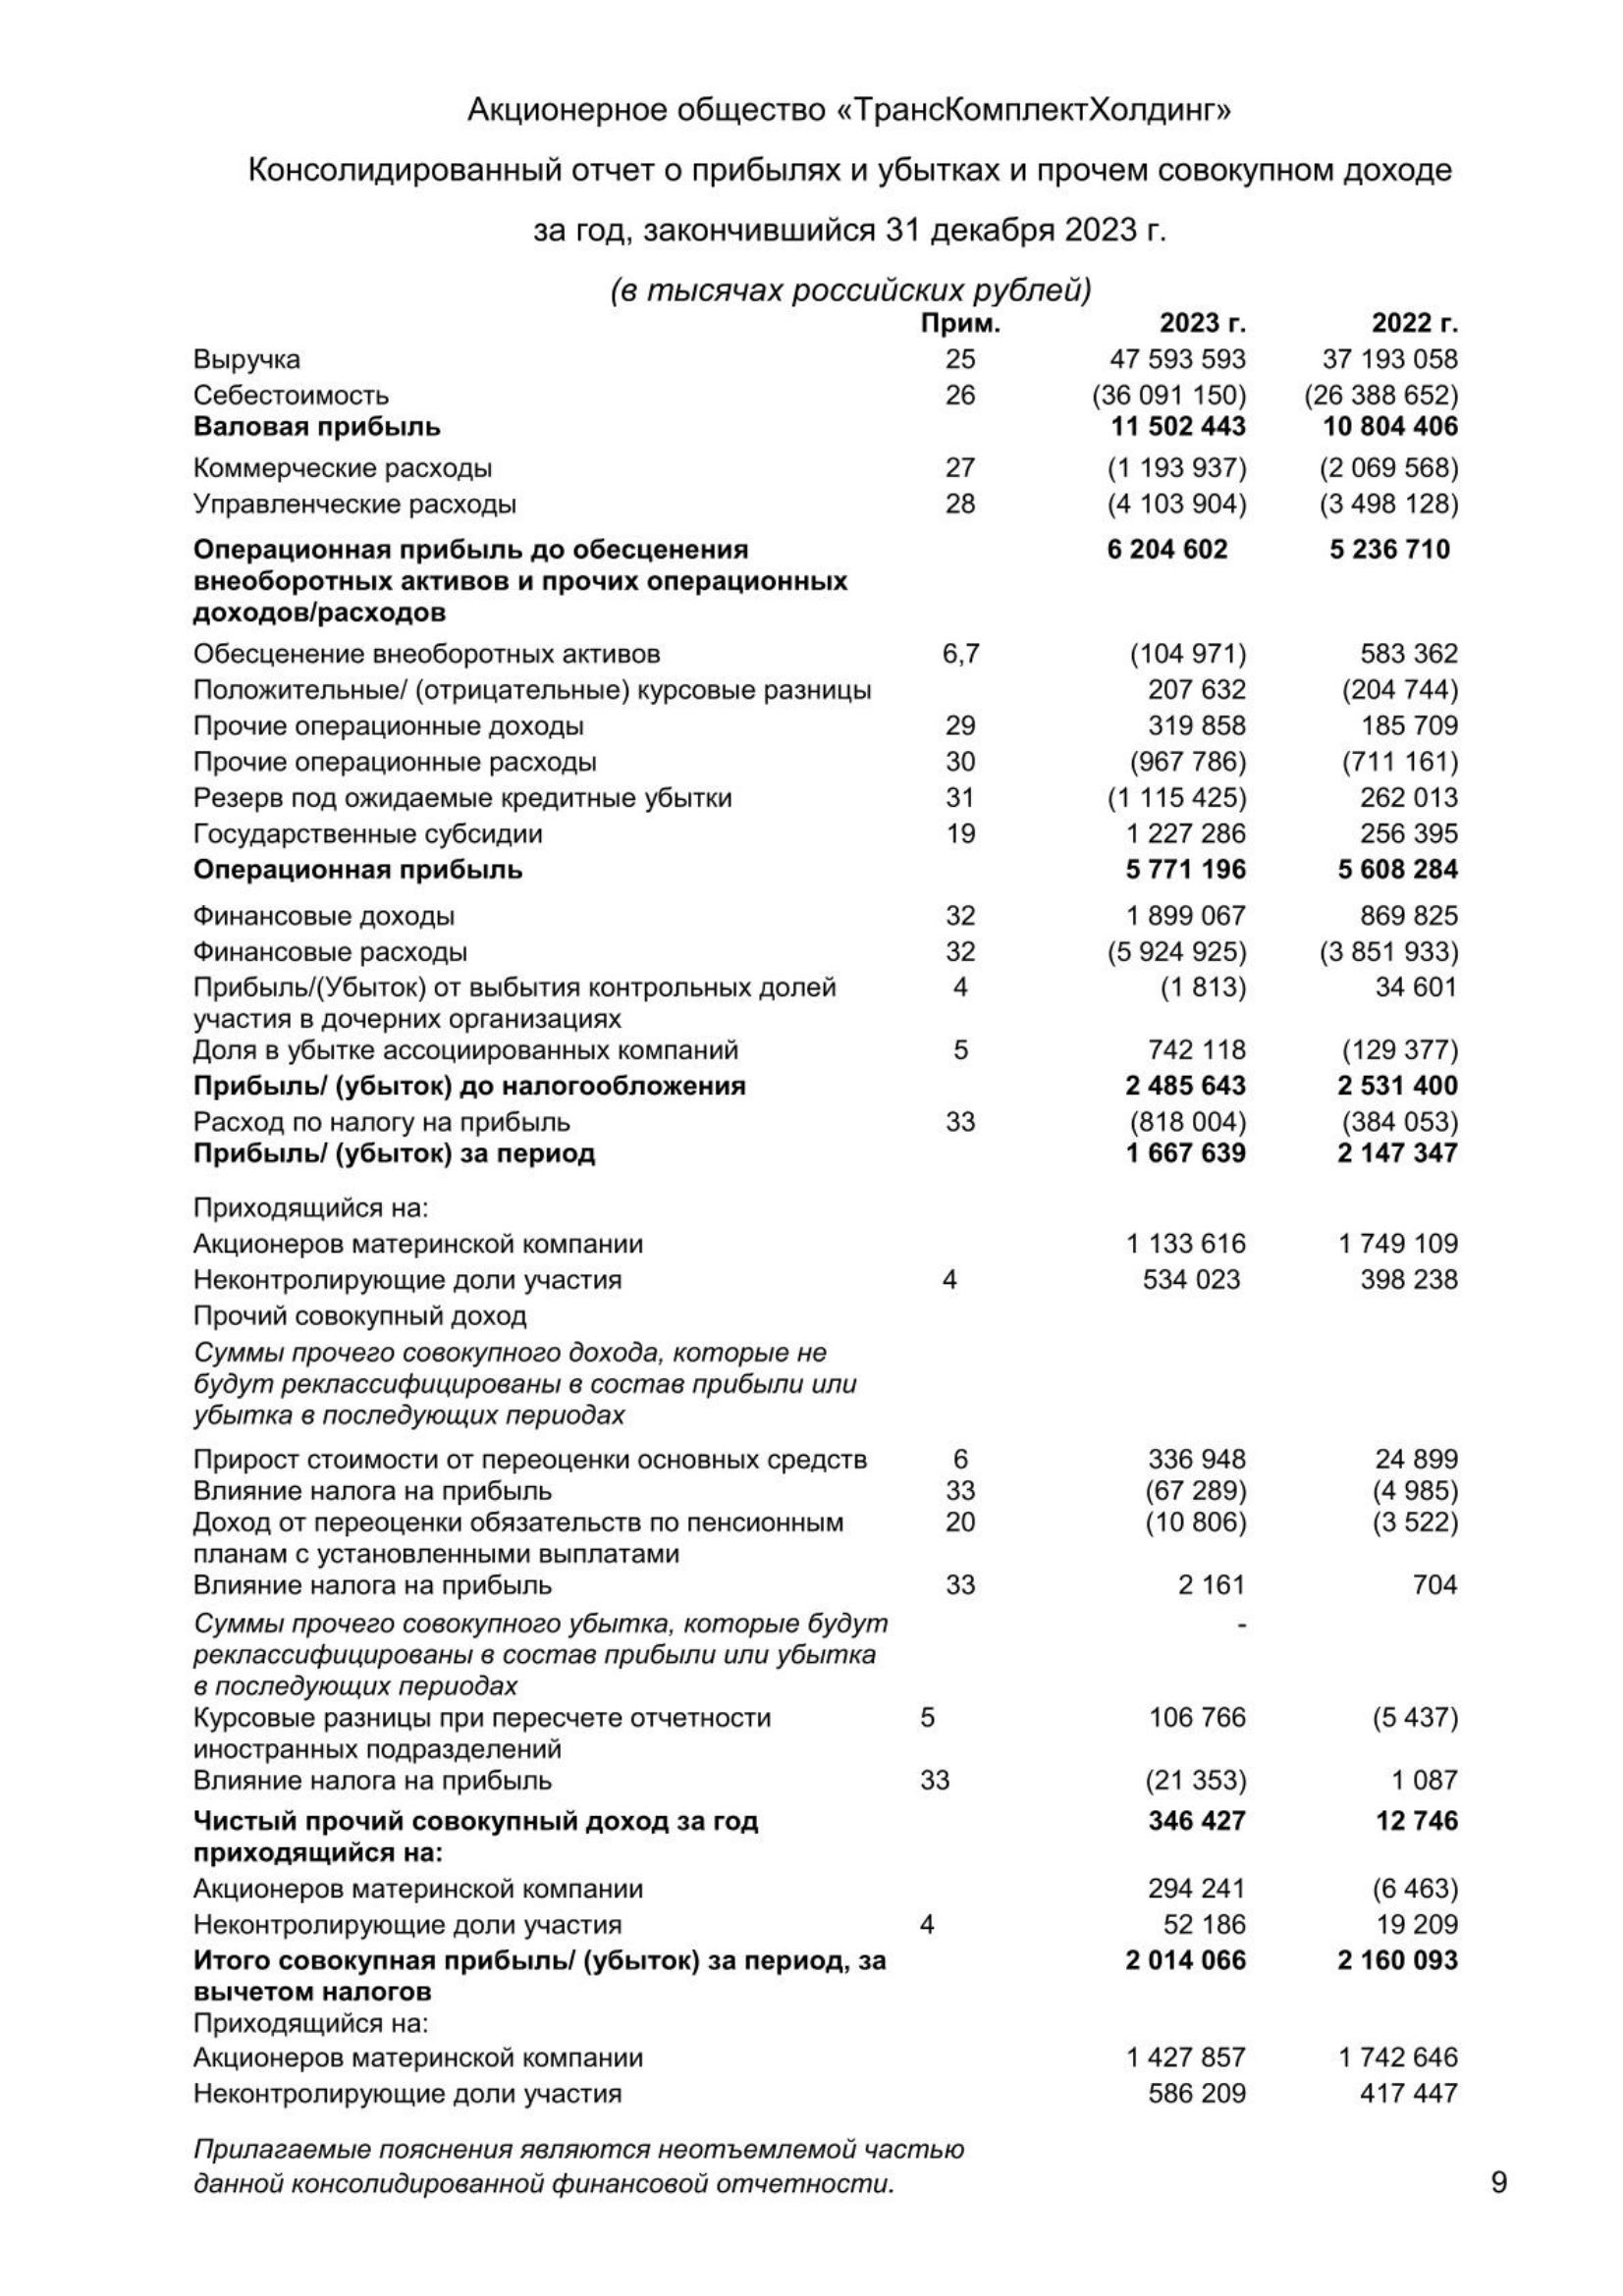 Акционерное общество «ТрансКомплектХолдинг»
Консолидированный отчет о прибылях и убытках и прочем совокупном доходе
за год, закончившийся 31 декабря 2023 г.
(в тысячах российских рублей)
Прим. 2023 г. 2022 г.
Выручка 25 47 593 593 37 193 058
Себестоимость 26 (36 091 150) (26 388 652)
Валовая прибыль 11 502 443 10 804 406
Коммерческие расходы 27 (1 193 937) (2 069 568)
Управленческие расходы 28 (4 103 904) (3 498 128)
Операционная прибыль до обесценения 6 204 602 5 236 710
внеоборотных активов и прочих операционных
доходов/расходов
Обесценение внеоборотных активов 6,7 (104 971) 583 362
Положительные/ (отрицательные) курсовые разницы 207 632 (204 744)
Прочие операционные доходы 29 319 858 185 709
Прочие операционные расходы 30 (967 786) (711 161)
Резерв под ожидаемые кредитные убытки 31 (1 115 425) 262 013
Государственные субсидии 19 1 227 286 256 395
Операционная прибыль 5 771 196 5 608 284
Финансовые доходы 32 1 899 067 869 825
Финансовые расходы 32 (5 924 925) (3 851 933)
Прибыль/(Убыток) от выбытия контрольных долей 4 (1 813) 34 601
участия в дочерних организациях
Доля в убытке ассоциированных компаний 5 742 118 (129 377)
Прибыль/ (убыток) до налогообложения 2 485 643 2 531 400
Расход по налогу на прибыль 33 (818 004) (384 053)
Прибыль/ (убыток) за период 1 667 639 2 147 347
Приходящийся на:
Акционеров материнской компании 1 133 616 1 749 109
Неконтролирующие доли участия 4 534 023 398 238
Прочий совокупный доход
Суммы прочего совокупного дохода, которые не
будут реклассифицированы в состав прибыли или
убытка в последующих периодах
Прирост стоимости от переоценки основных средств 6 336 948 24 899
Влияние налога на прибыль 33 (67 289) (4 985)
Доход от переоценки обязательств по пенсионным 20 (10 806) (3 522)
планам с установленными выплатами
Влияние налога на прибыль 33 2 161 704
Суммы прочего совокупного убытка, которые будут -
реклассифицированы в состав прибыли или убытка
в последующих периодах
Курсовые разницы при пересчете отчетности 5 106 766 (5 437)
иностранных подразделений
Влияние налога на прибыль 33 (21 353) 1 087
Чистый прочий совокупный доход за год 346 427 12 746
приходящийся на:
Акционеров материнской компании 294 241 (6 463)
Неконтролирующие доли участия 4 52 186 19 209
Итого совокупная прибыль/ (убыток) за период, за 2 014 066 2 160 093
вычетом налогов
Приходящийся на:
Акционеров материнской компании 1 427 857 1 742 646
Неконтролирующие доли участия 586 209 417 447
Прилагаемые пояснения являются неотъемлемой частью
данной консолидированной финансовой отчетности. 9